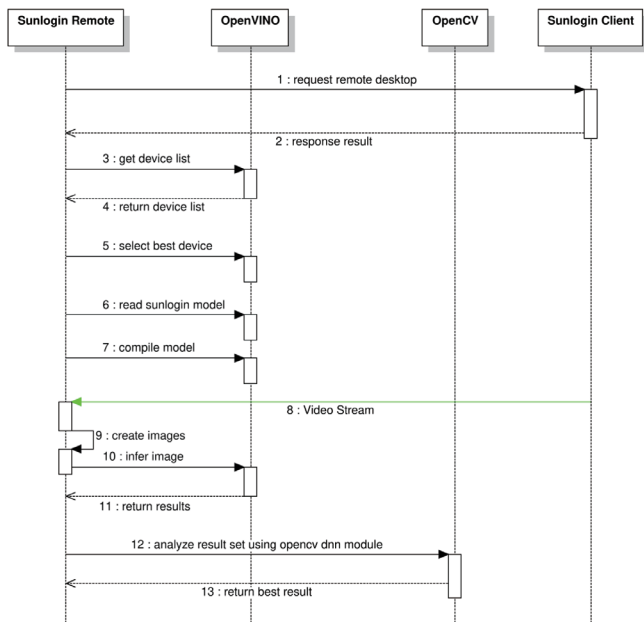 Sunlogin Remote
OpenVINO
OpenCV
Sunlogin Client
1 : request remote desktop
2 : response result
3 : get device list
4 : return device list
5 : select best device
6 : read sunlogin model
7 : compile model
8 : Video Stream
9 : create images
10 : infer image
11 : return results
12 : analyze result set using opencv dnn module
13 : return best result